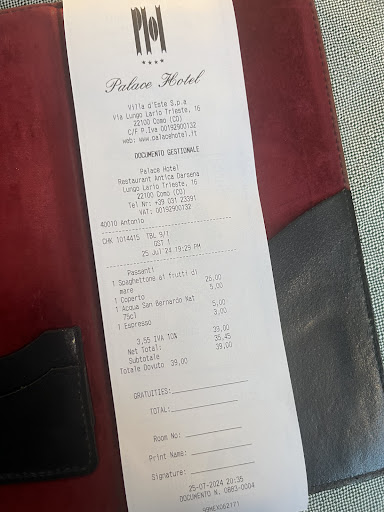 PH
Palace Hotel
Villa d'Este S.p.a
Via Lungo Lario Trieste, 16
22100 Como (CO)
C/F P.Iva 00192900132
web: www.palacehotel.it
DOCUMENTO GESTIONALE
Palace Hotel
Restaurant Antica Darsena
Lungo Lario Trieste, 16
22100 Como (CO)
Tel Nr: +39 031 23391
VAT: 00192900132
40010 Antonio
CHK 1014415 TBL 9/1
GST 1
25 Jul'24 19:29 PM
Passanti
1 Spaghettone ai frutti di 26,00
mare
1 Coperto 5,00
1 Acqua San Bernardo Nat 5,00
75cl
1 Espresso 3,00
3,55 IVA 10% 39,00
Net Total: 35,45
Subtotale 39,00
Totale Dovuto 39,00
GRATUITIES:
TOTAL:
Room No:
Print Name:
Signature:
25-07-2024 20:35
DOCUMENTO N. 0883-0004